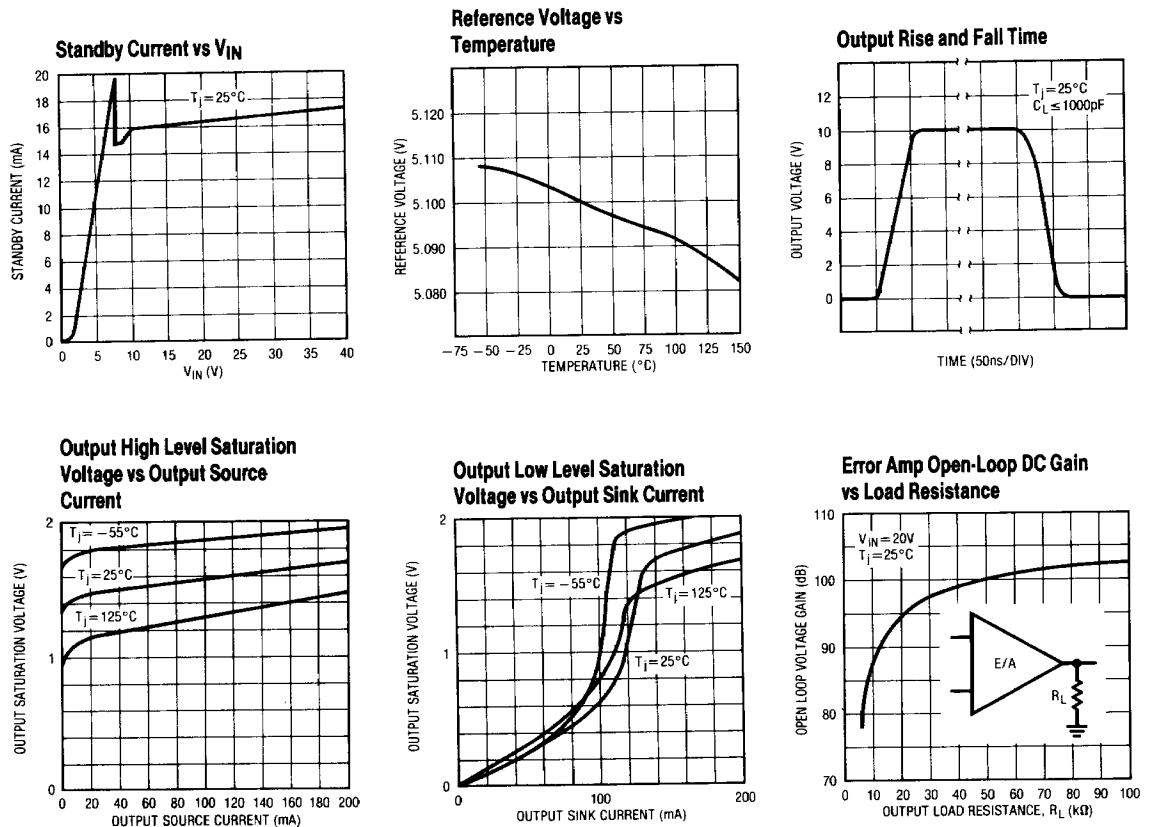 Standby Current vs VIN
20
18
16
14
12
10
8
6
4
2
0
STANDBY CURRENT (mA)
Tj=25°C
0 5 10 15 20 25 30 35 40
VIN (V)
Reference Voltage vs
Temperature
5.120
5.110
5.100
5.090
5.080
REFERENCE VOLTAGE (V)
−75 −50 −25 0 25 50 75 100 125 150
TEMPERATURE (°C)
Output Rise and Fall Time
12
10
8
6
4
2
0
OUTPUT VOLTAGE (V)
Tj=25°C
CL≤1000pF
TIME (50ns/DIV)
Output High Level Saturation
Voltage vs Output Source
Current
2
1
0
OUTPUT SATURATION VOLTAGE (V)
Tj=−55°C
Tj=25°C
Tj=125°C
0 20 40 60 80 100 120 140 160 180 200
OUTPUT SOURCE CURRENT (mA)
Output Low Level Saturation
Voltage vs Output Sink Current
2
1
0
OUTPUT SATURATION VOLTAGE (V)
Tj=−55°C
Tj=125°C
Tj=25°C
0 100 200
OUTPUT SINK CURRENT (mA)
Error Amp Open-Loop DC Gain
vs Load Resistance
110
100
90
80
70
OPEN LOOP VOLTAGE GAIN (dB)
VIN=20V
Tj=25°C
E/A
RL
0 10 20 30 40 50 60 70 80 90 100
OUTPUT LOAD RESISTANCE, RL (kΩ)